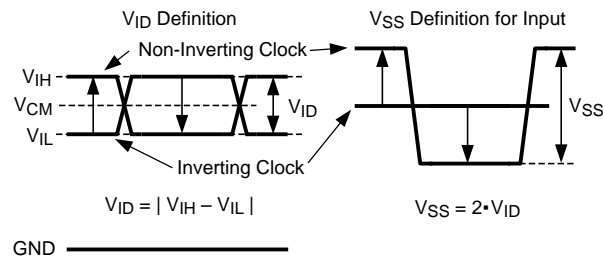 VID Definition
VSS Definition for Input
Non-Inverting Clock
VIH
VCM
VIL
VID
VSS
Inverting Clock
VID = | VIH – VIL |
VSS = 2·VID
GND